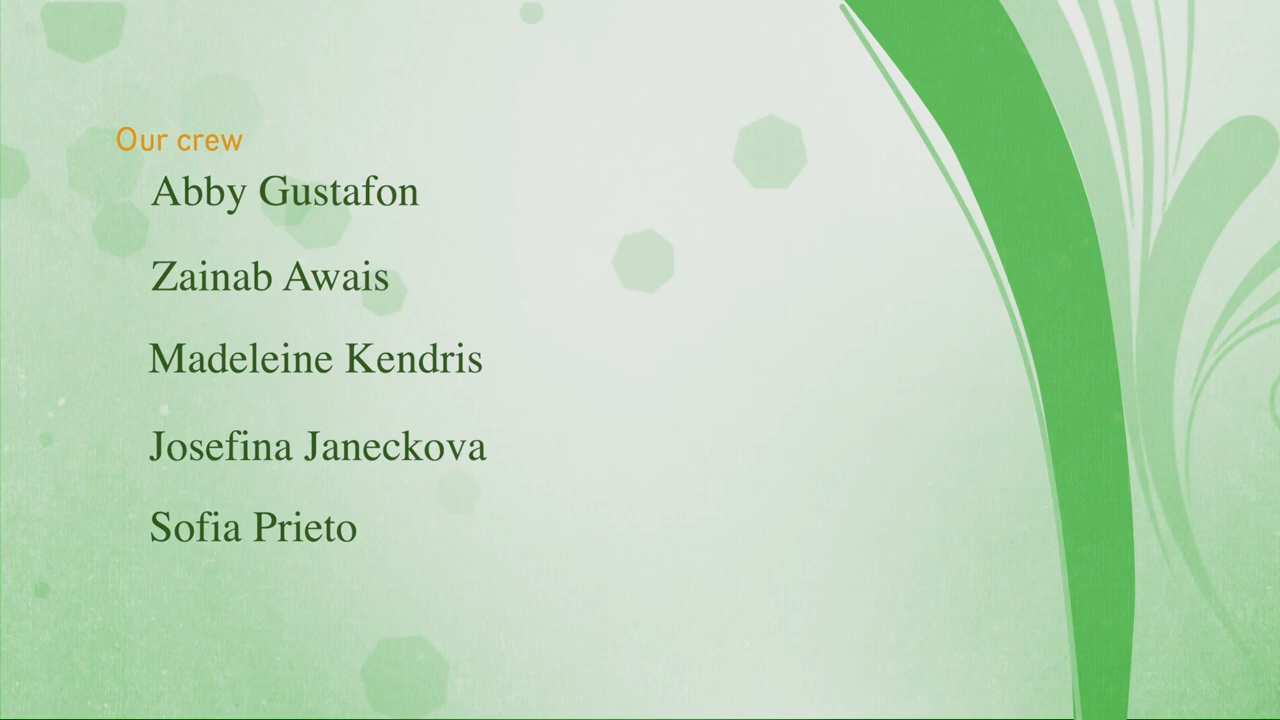 Our crew
Abby Gustafon
Zainab Awais
Madeleine Kendris
Josefina Janeckova
Sofia Prieto